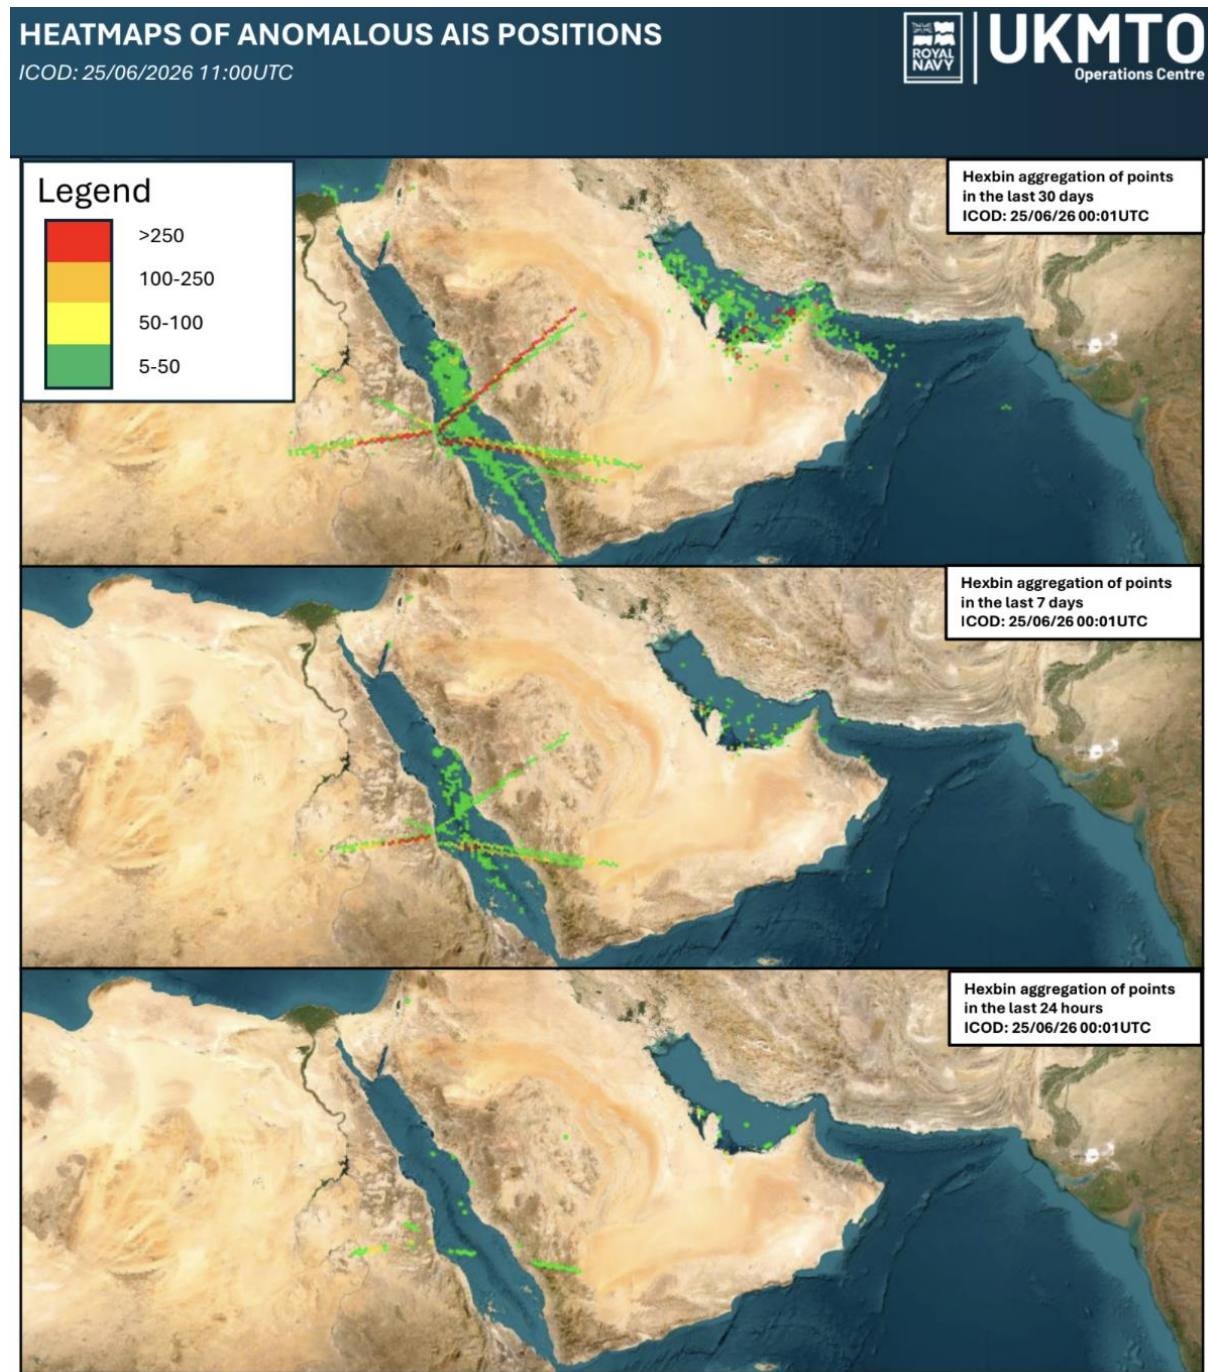 HEATMAPS OF ANOMALOUS AIS POSITIONS
ICOD: 25/06/2026 11:00UTC
ROYAL
NAVY
UKMTO
Operations Centre
Legend
>250
100-250
50-100
5-50
Hexbin aggregation of points
in the last 30 days
ICOD: 25/06/26 00:01UTC
Hexbin aggregation of points
in the last 7 days
ICOD: 25/06/26 00:01UTC
Hexbin aggregation of points
in the last 24 hours
ICOD: 25/06/26 00:01UTC